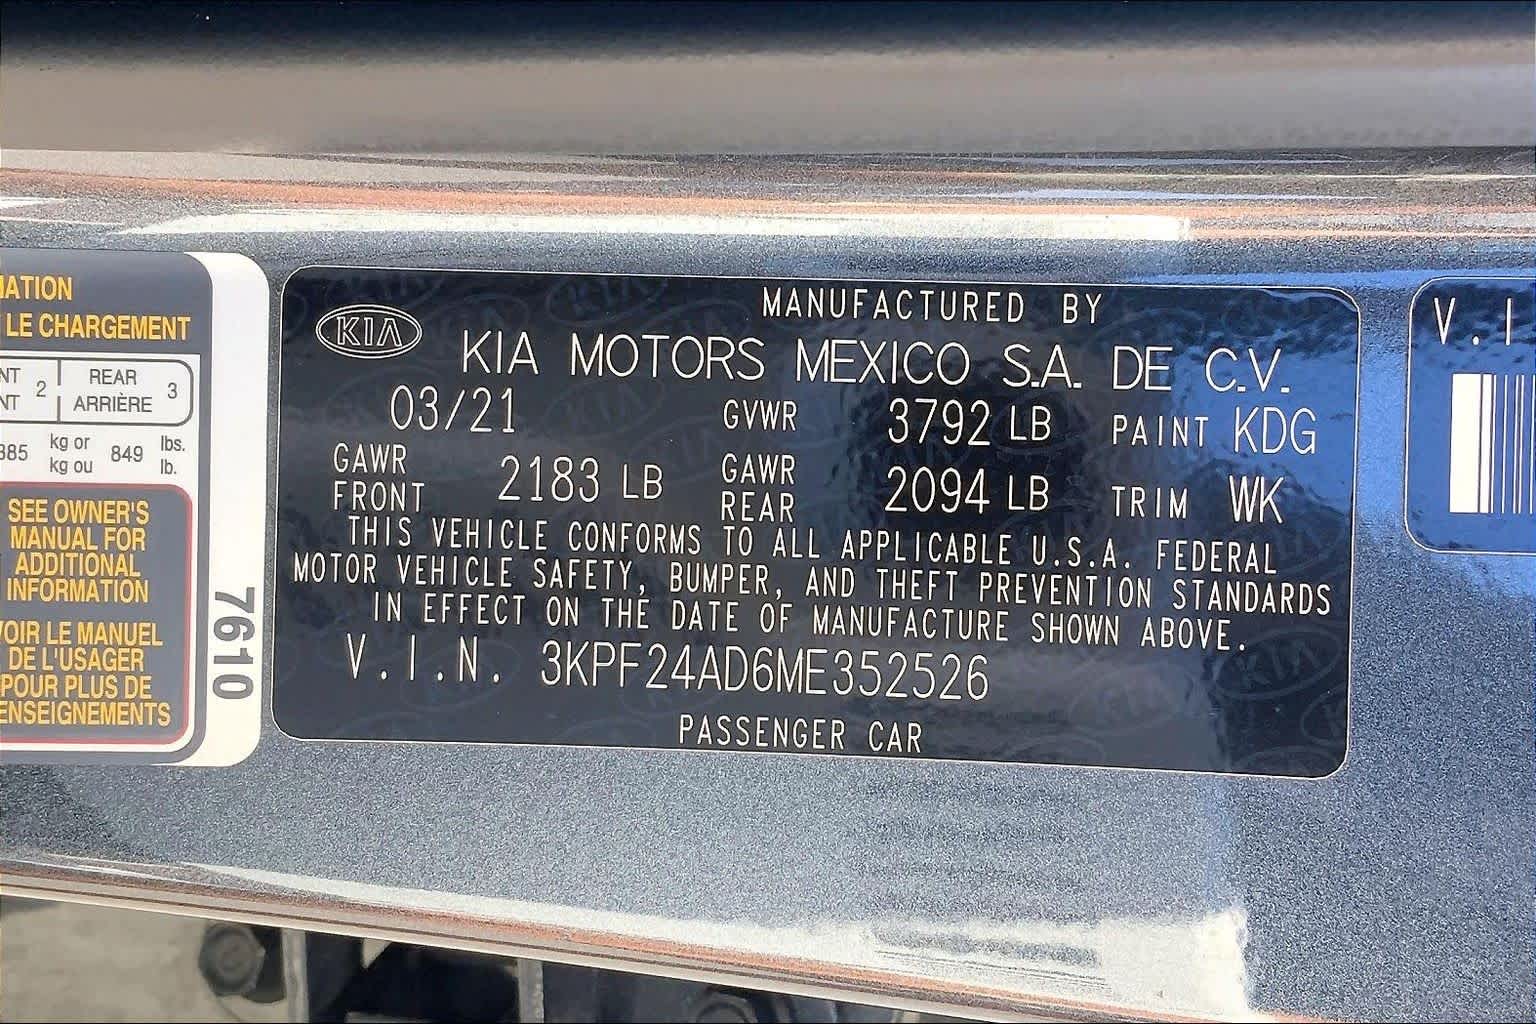 MATION
LE CHARGEMENT
NT 2 REAR 3
NT ARRIÈRE
385 kg or 849 lbs.
kg ou lb.
SEE OWNER'S
MANUAL FOR
ADDITIONAL
INFORMATION
VOIR LE MANUEL
DE L'USAGER
POUR PLUS DE
ENSEIGNEMENTS
7610
KIA
MANUFACTURED BY
KIA MOTORS MEXICO S.A. DE C.V.
03/21 GVWR 3792 LB PAINT KDG
GAWR FRONT 2183 LB GAWR REAR 2094 LB TRIM WK
THIS VEHICLE CONFORMS TO ALL APPLICABLE U.S.A. FEDERAL
MOTOR VEHICLE SAFETY, BUMPER, AND THEFT PREVENTION STANDARDS
IN EFFECT ON THE DATE OF MANUFACTURE SHOWN ABOVE.
V.I.N. 3KPF24AD6ME352526
PASSENGER CAR
V.I